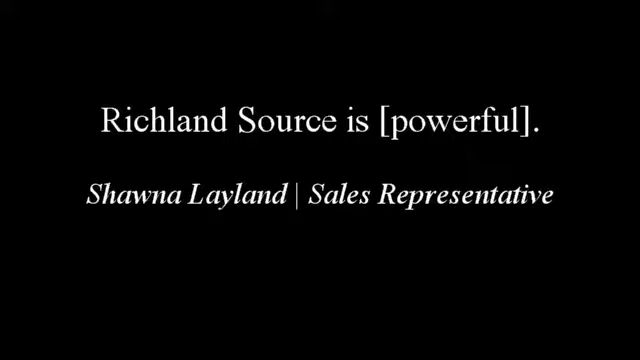 Richland Source is [powerful].
Shawna Layland | Sales Representative